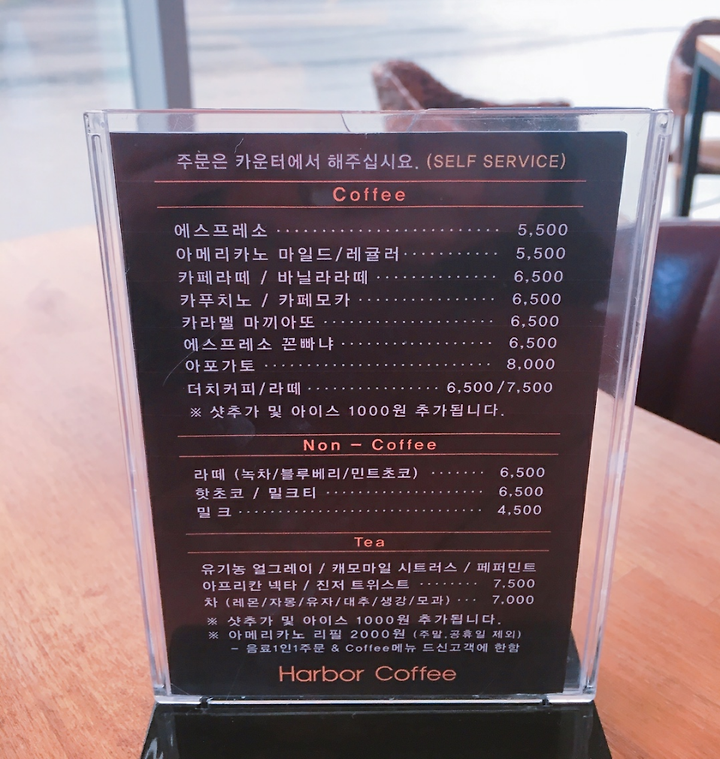 주문은 카운터에서 해주십시요. (SELF SERVICE)
Coffee
에스프레소 ························ 5,500
아메리카노 마일드/레귤러··········· 5,500
카페라떼 / 바닐라라떼 ·············· 6,500
카푸치노 / 카페모카 ················ 6,500
카라멜 마끼아또 ···················· 6,500
에스프레소 꼰빠냐 ·················· 6,500
아포가토 ·························· 8,000
더치커피/라떼 ·············· 6,500/7,500
※ 샷추가 및 아이스 1000원 추가됩니다.
Non - Coffee
라떼 (녹차/블루베리/민트초코) ······· 6,500
핫초코 / 밀크티 ···················· 6,500
밀크 ······························ 4,500
Tea
유기농 얼그레이 / 캐모마일 시트러스 / 페퍼민트
아프리칸 넥타 / 진저 트위스트 ········ 7.500
차 (레몬/자몽/유자/대추/생강/모과) ··· 7,000
※ 샷추가 및 아이스 1000원 추가됩니다.
※ 아메리카노 리필 2000원 (주말,공휴일 제외)
- 음료1인1주문 & Coffee메뉴 드신고객에 한함
Harbor Coffee